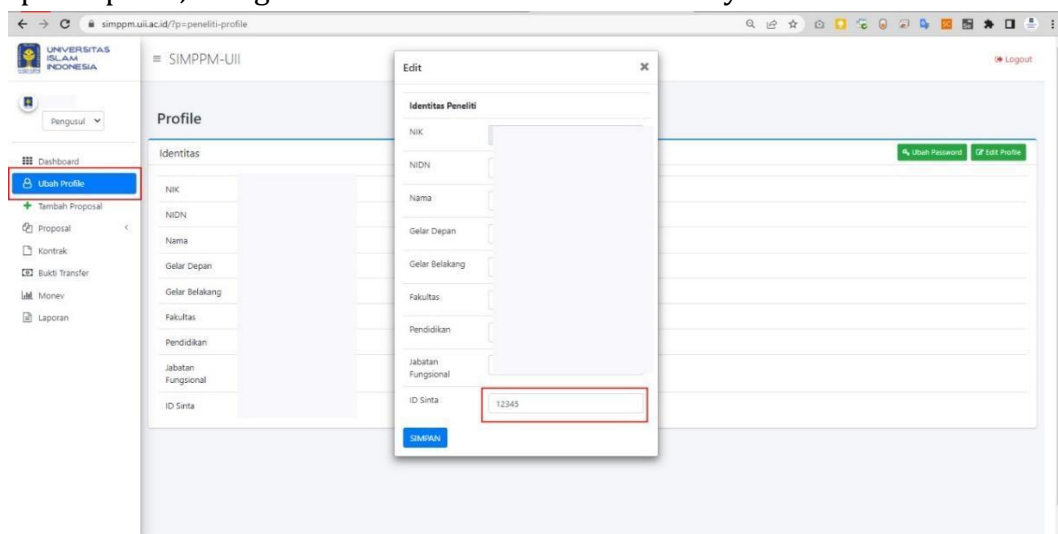 simppm.uii.ac.id/?p=peneliti-profile
UNIVERSITAS
ISLAM
INDONESIA
SIMPPM-UII
Logout
Pengusul
Dashboard
Ubah Profile
Tambah Proposal
Proposal
Kontrak
Bukti Transfer
Monev
Laporan
Profile
Identitas
Ubah Password
Edit Profile
NIK
NIDN
Nama
Gelar Depan
Gelar Belakang
Fakultas
Pendidikan
Jabatan
Fungsional
ID Sinta
Edit
Identitas Peneliti
NIK
NIDN
Nama
Gelar Depan
Gelar Belakang
Fakultas
Pendidikan
Jabatan
Fungsional
ID Sinta
12345
SIMPAN